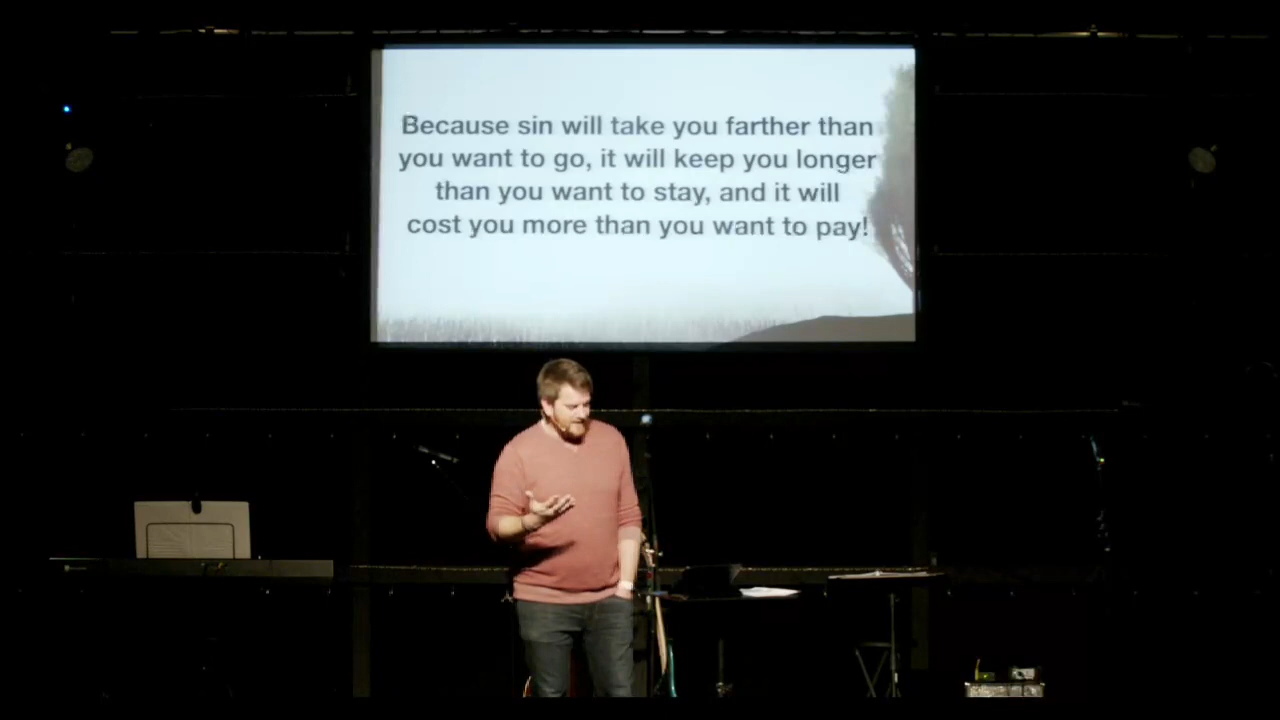 Because sin will take you farther than
you want to go, it will keep you longer
than you want to stay, and it will
cost you more than you want to pay!